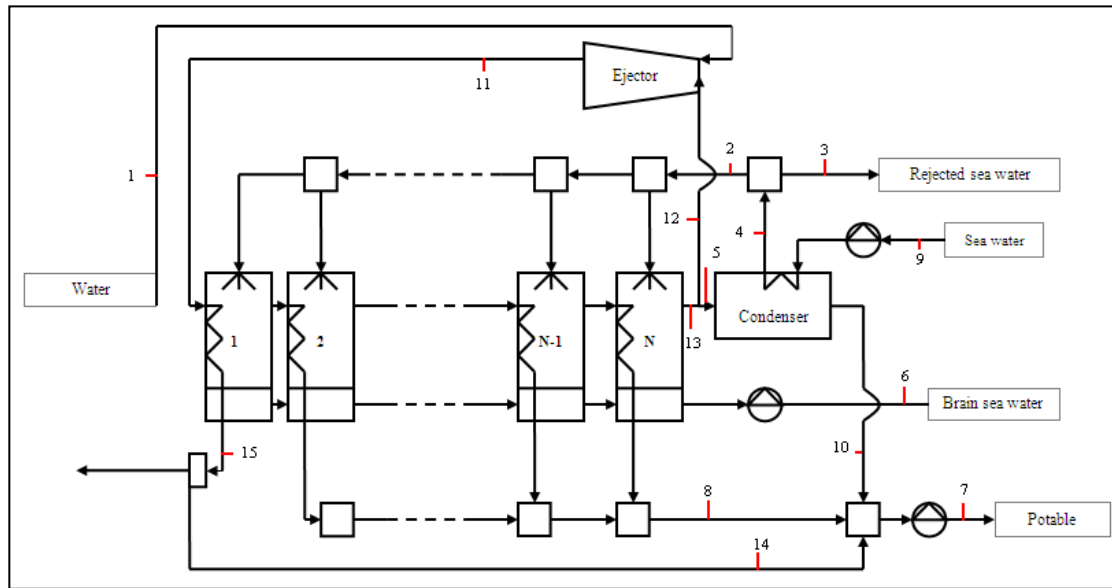 Ejector
11
1
2
3
Rejected sea water
12
4
5
Sea water
9
Water
1
2
N-1
N
13
Condenser
6
Brain sea water
15
10
8
7
Potable
14